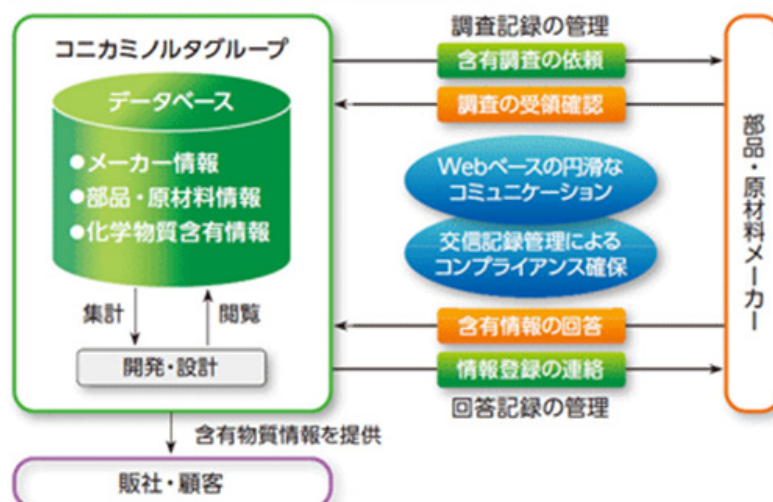 コニカミノルタグループ
データベース
●メーカー情報
●部品・原材料情報
●化学物質含有情報
集計
閲覧
開発・設計
含有物質情報を提供
販社・顧客
調査記録の管理
含有調査の依頼
調査の受領確認
Webベースの円滑な
コミュニケーション
交信記録管理による
コンプライアンス確保
含有情報の回答
情報登録の連絡
回答記録の管理
部品・原材料メーカー